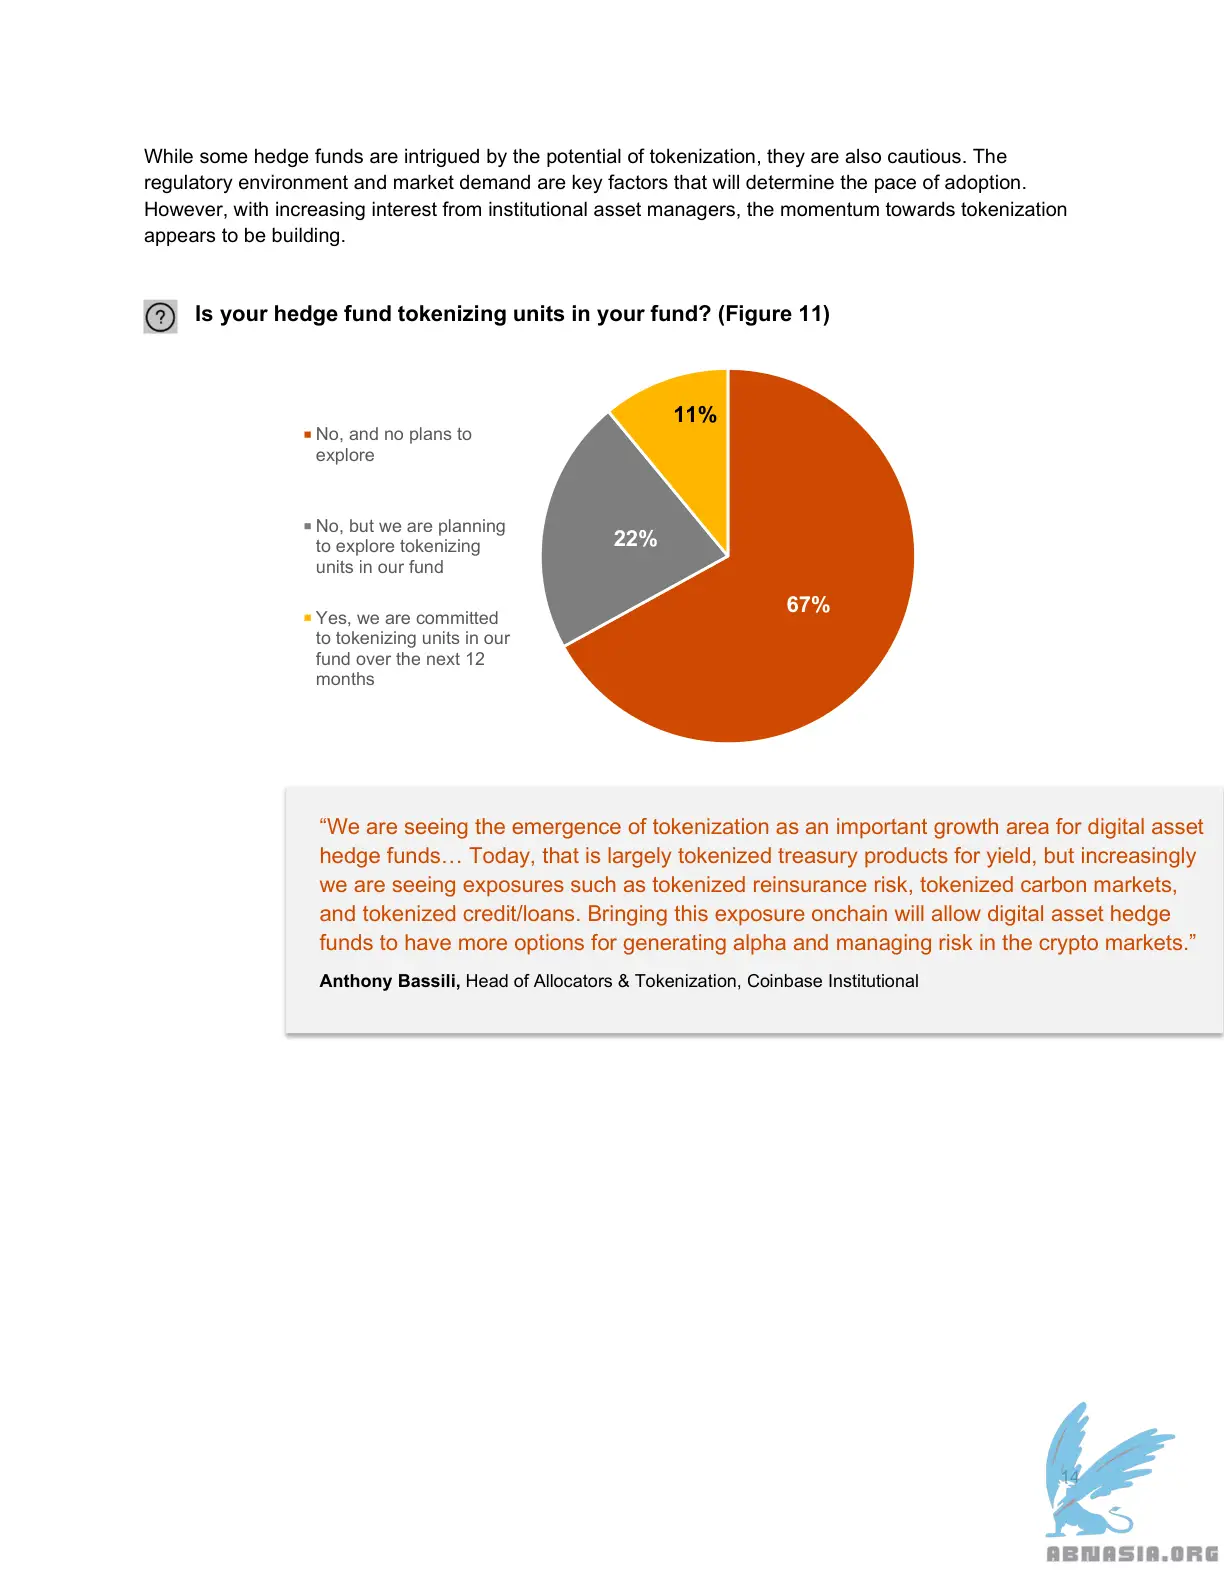 While some hedge funds are intrigued by the potential of tokenization, they are also cautious. The
regulatory environment and market demand are key factors that will determine the pace of adoption.
However, with increasing interest from institutional asset managers, the momentum towards tokenization
appears to be building.
?
Is your hedge fund tokenizing units in your fund? (Figure 11)
No, and no plans to
explore
No, but we are planning
to explore tokenizing
units in our fund
Yes, we are committed
to tokenizing units in our
fund over the next 12
months
11%
22%
67%
“We are seeing the emergence of tokenization as an important growth area for digital asset
hedge funds… Today, that is largely tokenized treasury products for yield, but increasingly
we are seeing exposures such as tokenized reinsurance risk, tokenized carbon markets,
and tokenized credit/loans. Bringing this exposure onchain will allow digital asset hedge
funds to have more options for generating alpha and managing risk in the crypto markets.”
Anthony Bassili, Head of Allocators & Tokenization, Coinbase Institutional
14
ABNASIA.ORG